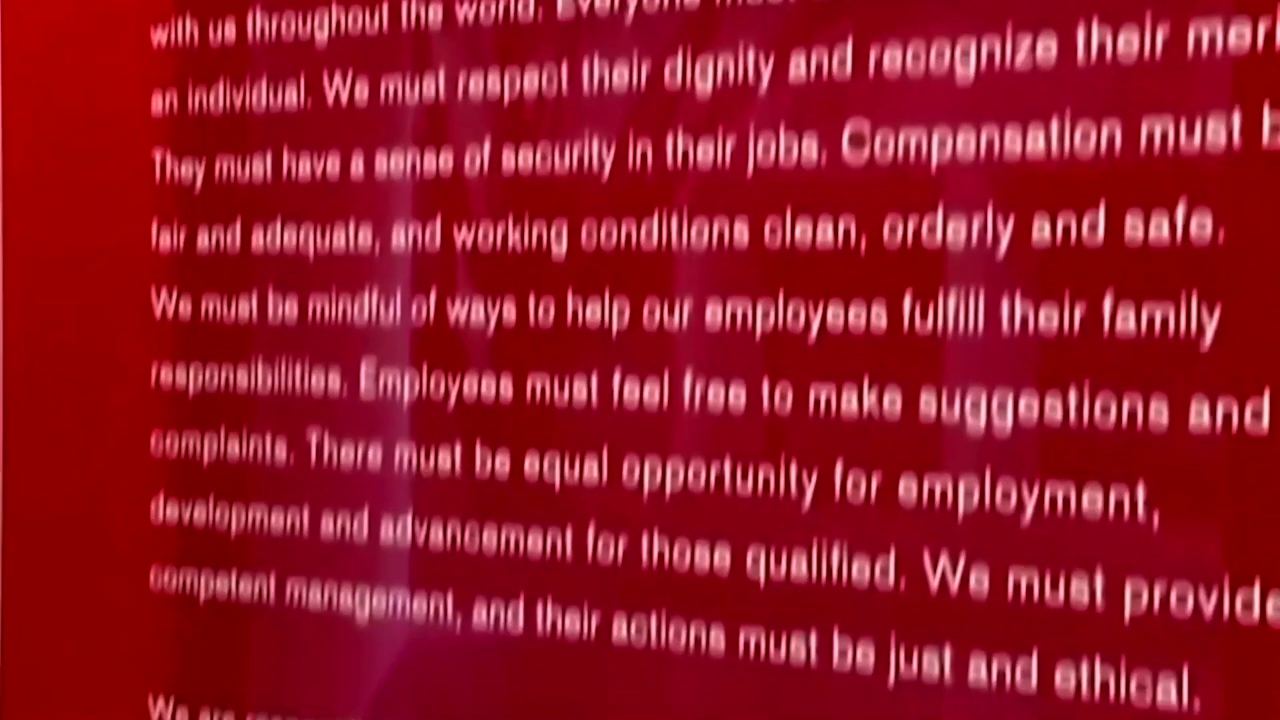 with us throughout the world. Everyone must
an individual. We must respect their dignity and recognize their
They must have a sense of security in their jobs. Compensation must
fair and adequate, and working conditions clean, orderly and safe.
We must be mindful of ways to help our employees fulfill their family
responsibilities. Employees must feel free to make suggestions and
complaints. There must be equal opportunity for employment,
development and advancement for those qualified. We must provide
competent management, and their actions must be just and ethical.
We are